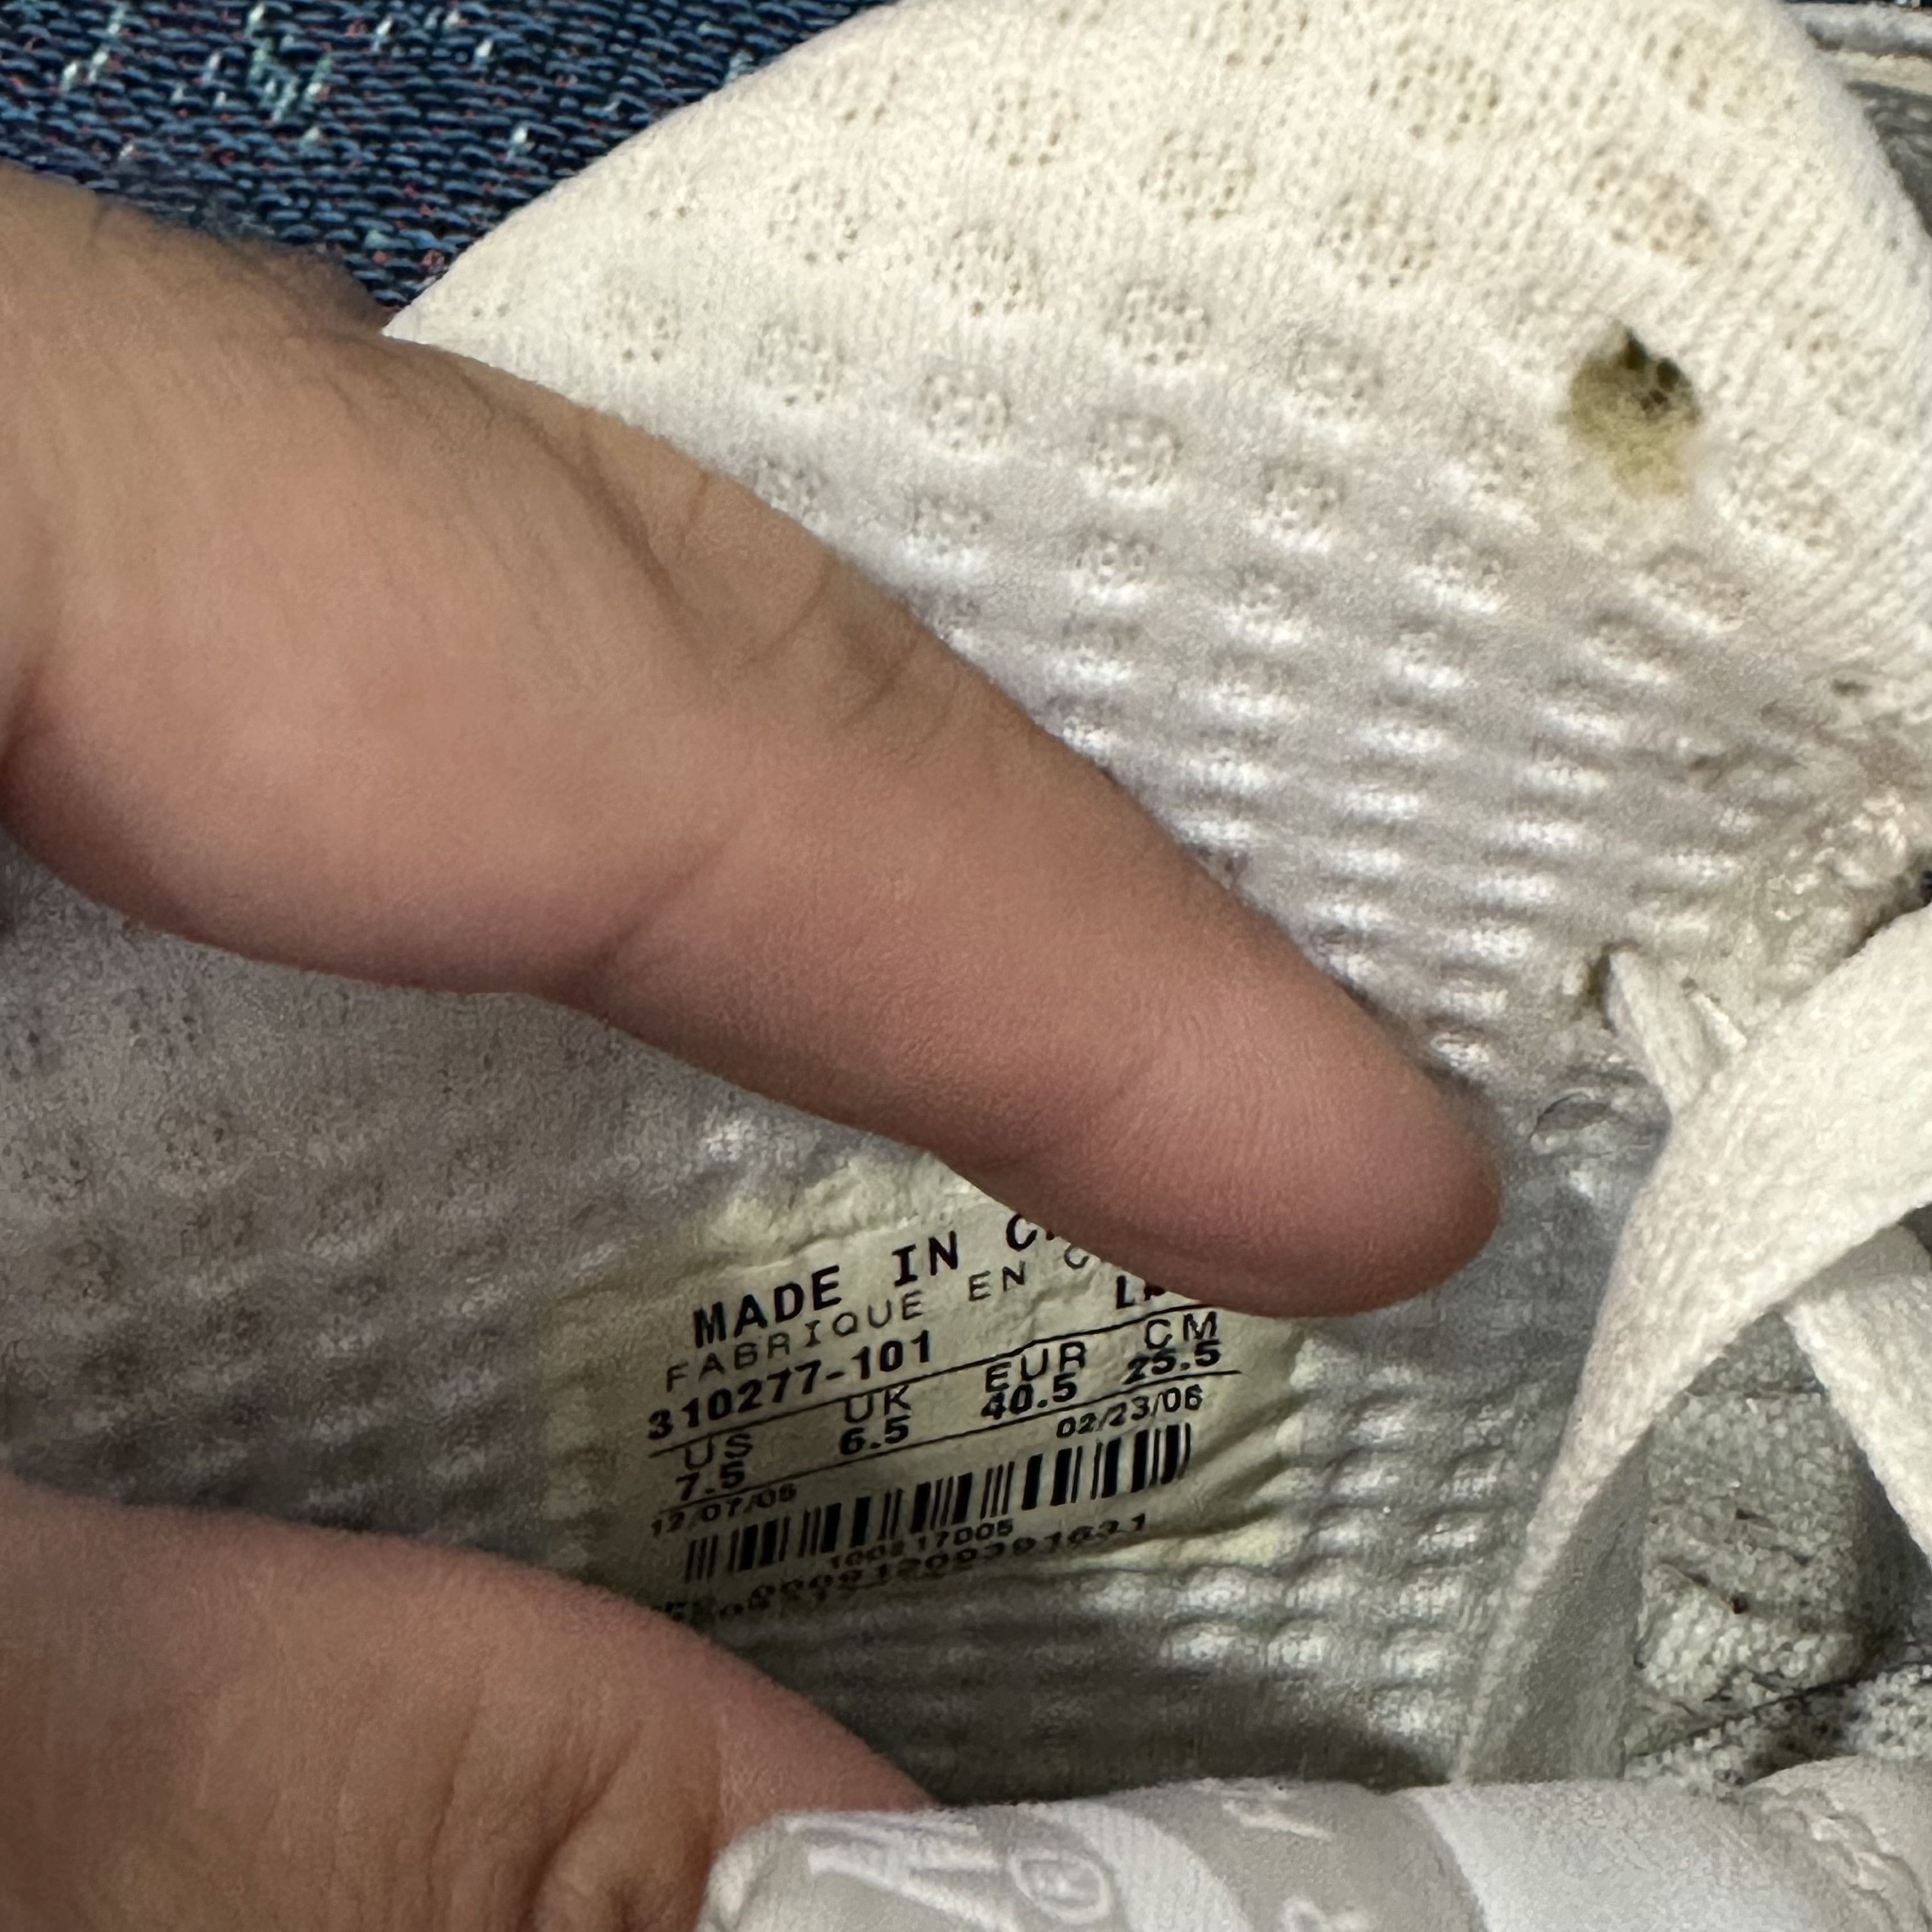 MADE IN
FABRIQUE EN
310277-101
US UK EUR CM
7.5 6.5 40.5 25.5
12/07/05 02/23/06